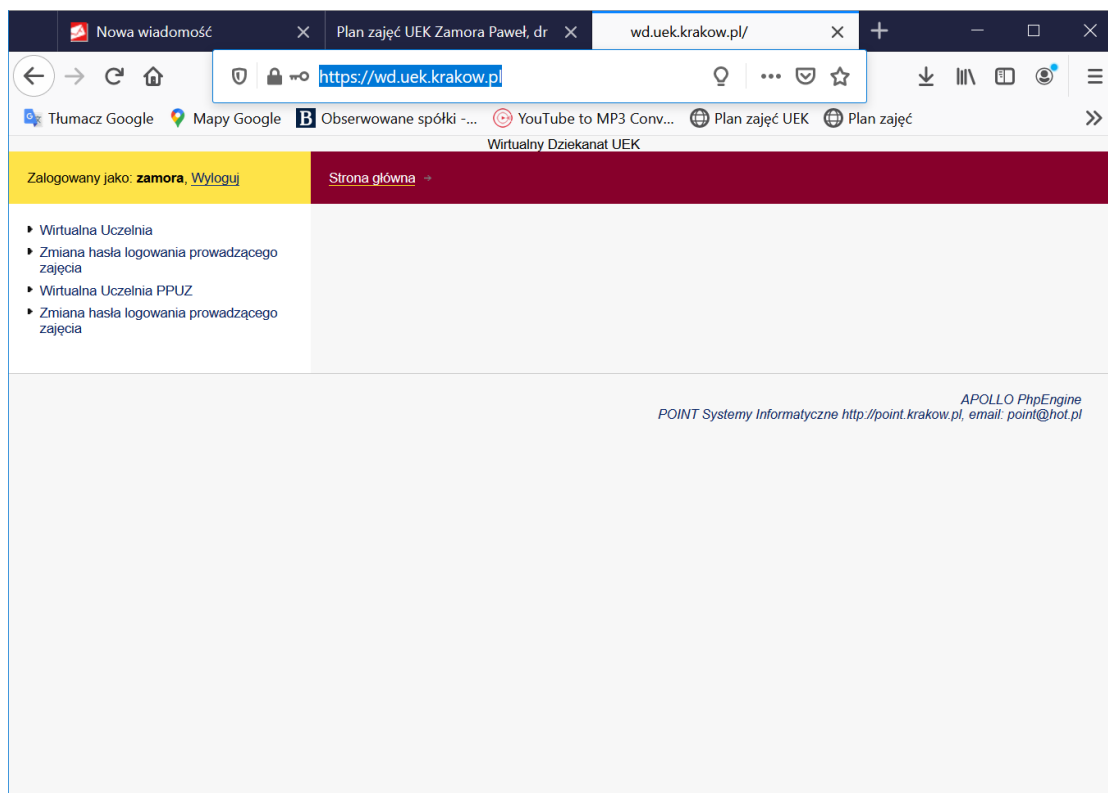 Nowa wiadomość
Plan zajęć UEK Zamora Paweł, dr
wd.uek.krakow.pl/
https://wd.uek.krakow.pl
Tłumacz Google
Mapy Google
B Obserwowane spółki -...
YouTube to MP3 Conv...
Plan zajęć UEK
Plan zajęć
Wirtualny Dziekanat UEK
Zalogowany jako: zamora, Wyloguj
Strona główna →
Wirtualna Uczelnia
Zmiana hasła logowania prowadzącego
zajęcia
Wirtualna Uczelnia PPUZ
Zmiana hasła logowania prowadzącego
zajęcia
APOLLO PhpEngine
POINT Systemy Informatyczne http://point.krakow.pl, email: point@hot.pl